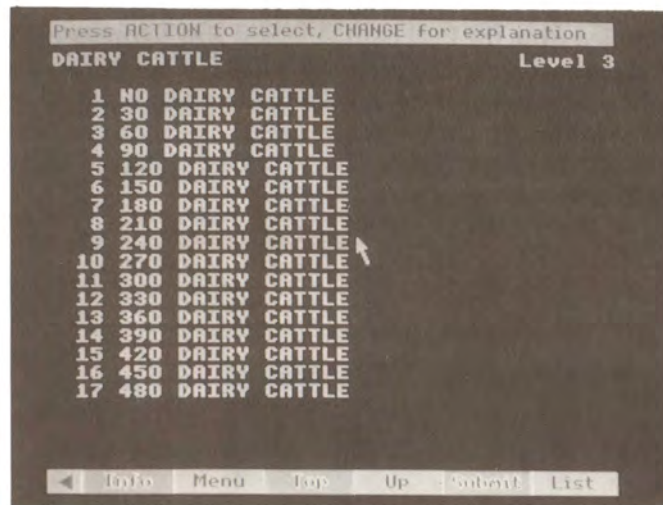 Press ACTION to select, CHANGE for explanation
DAIRY CATTLE Level 3
1 NO DAIRY CATTLE
2 30 DAIRY CATTLE
3 60 DAIRY CATTLE
4 90 DAIRY CATTLE
5 120 DAIRY CATTLE
6 150 DAIRY CATTLE
7 180 DAIRY CATTLE
8 210 DAIRY CATTLE
9 240 DAIRY CATTLE
10 270 DAIRY CATTLE
11 300 DAIRY CATTLE
12 330 DAIRY CATTLE
13 360 DAIRY CATTLE
14 390 DAIRY CATTLE
15 420 DAIRY CATTLE
16 450 DAIRY CATTLE
17 480 DAIRY CATTLE
Info Menu Top Up Submit List